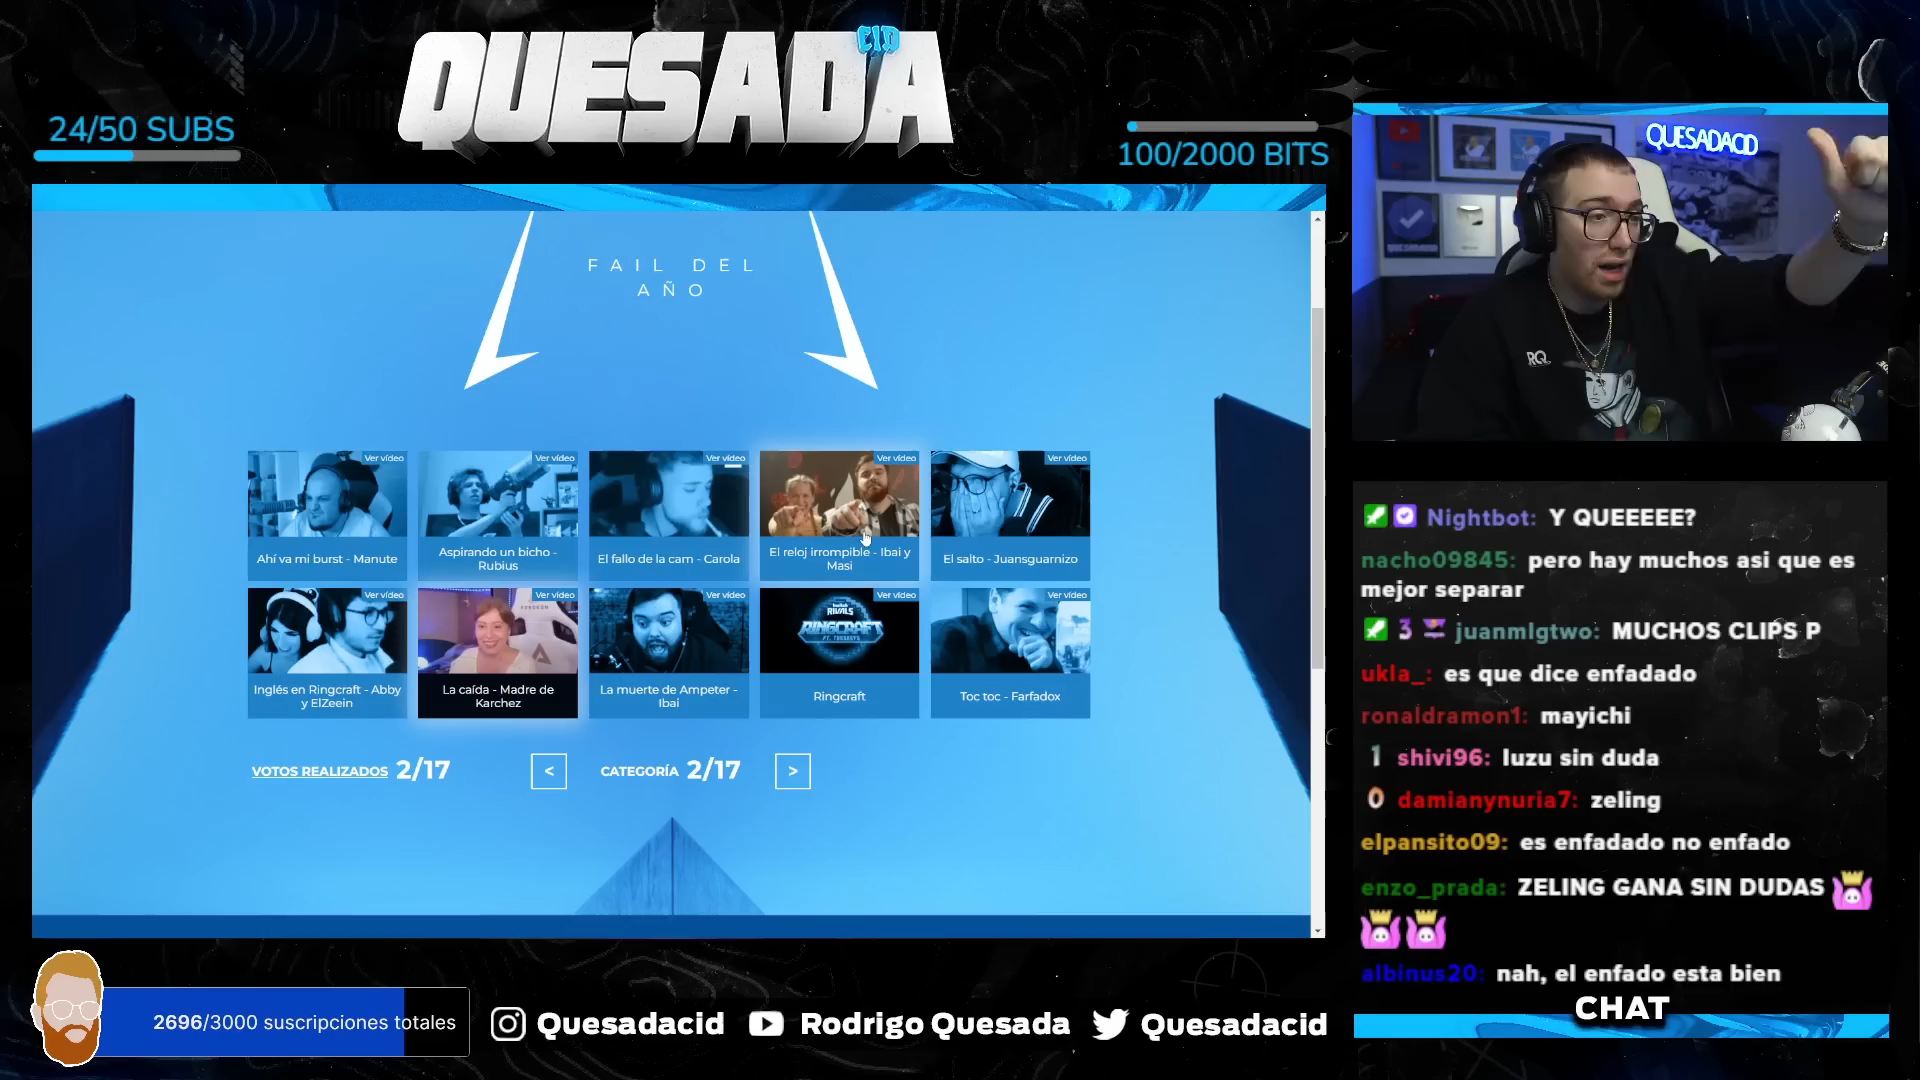 CID
QUESADA
24/50 SUBS
100/2000 BITS
QUESADACID
FAIL DEL
AÑO
RQ
Ver vídeo
Ahí va mi burst - Manute
Ver vídeo
Aspirando un bicho -
Rubius
Ver vídeo
El fallo de la cam - Carola
Ver vídeo
El reloj irrompible - Ibai y
Masi
Ver vídeo
El salto - Juansguarnizo
Ver vídeo
Inglés en Ringcraft - Abby
y ElZeein
Ver vídeo
La caída - Madre de
Karchez
Ver vídeo
La muerte de Ampeter -
Ibai
Ver vídeo
RIVALS
RINGCRAFT
Ringcraft
Ver vídeo
Toc toc - Farfadox
VOTOS REALIZADOS 2/17
<
CATEGORÍA 2/17
>
Nightbot: Y QUEEEEE?
nacho09845: pero hay muchos asi que es
mejor separar
3 juanmlgtwo: MUCHOS CLIPS P
ukla_: es que dice enfadado
ronaldramon1: mayichi
1 shivi96: luzu sin duda
0 damianynuria7: zeling
elpansito09: es enfadado no enfado
enzo_prada: ZELING GANA SIN DUDAS
albinus20: nah, el enfado esta bien
CHAT
2696/3000 suscripciones totales
Quesadacid
Rodrigo Quesada
Quesadacid